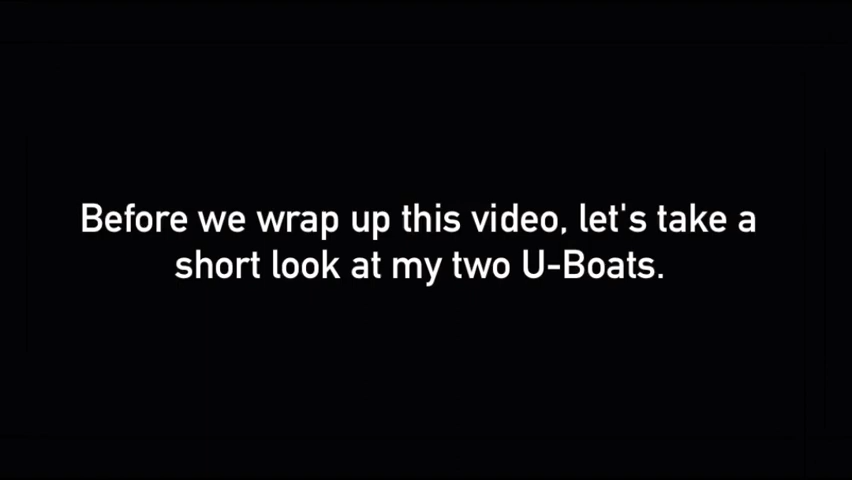 Before we wrap up this video, let's take a
short look at my two U-Boats.